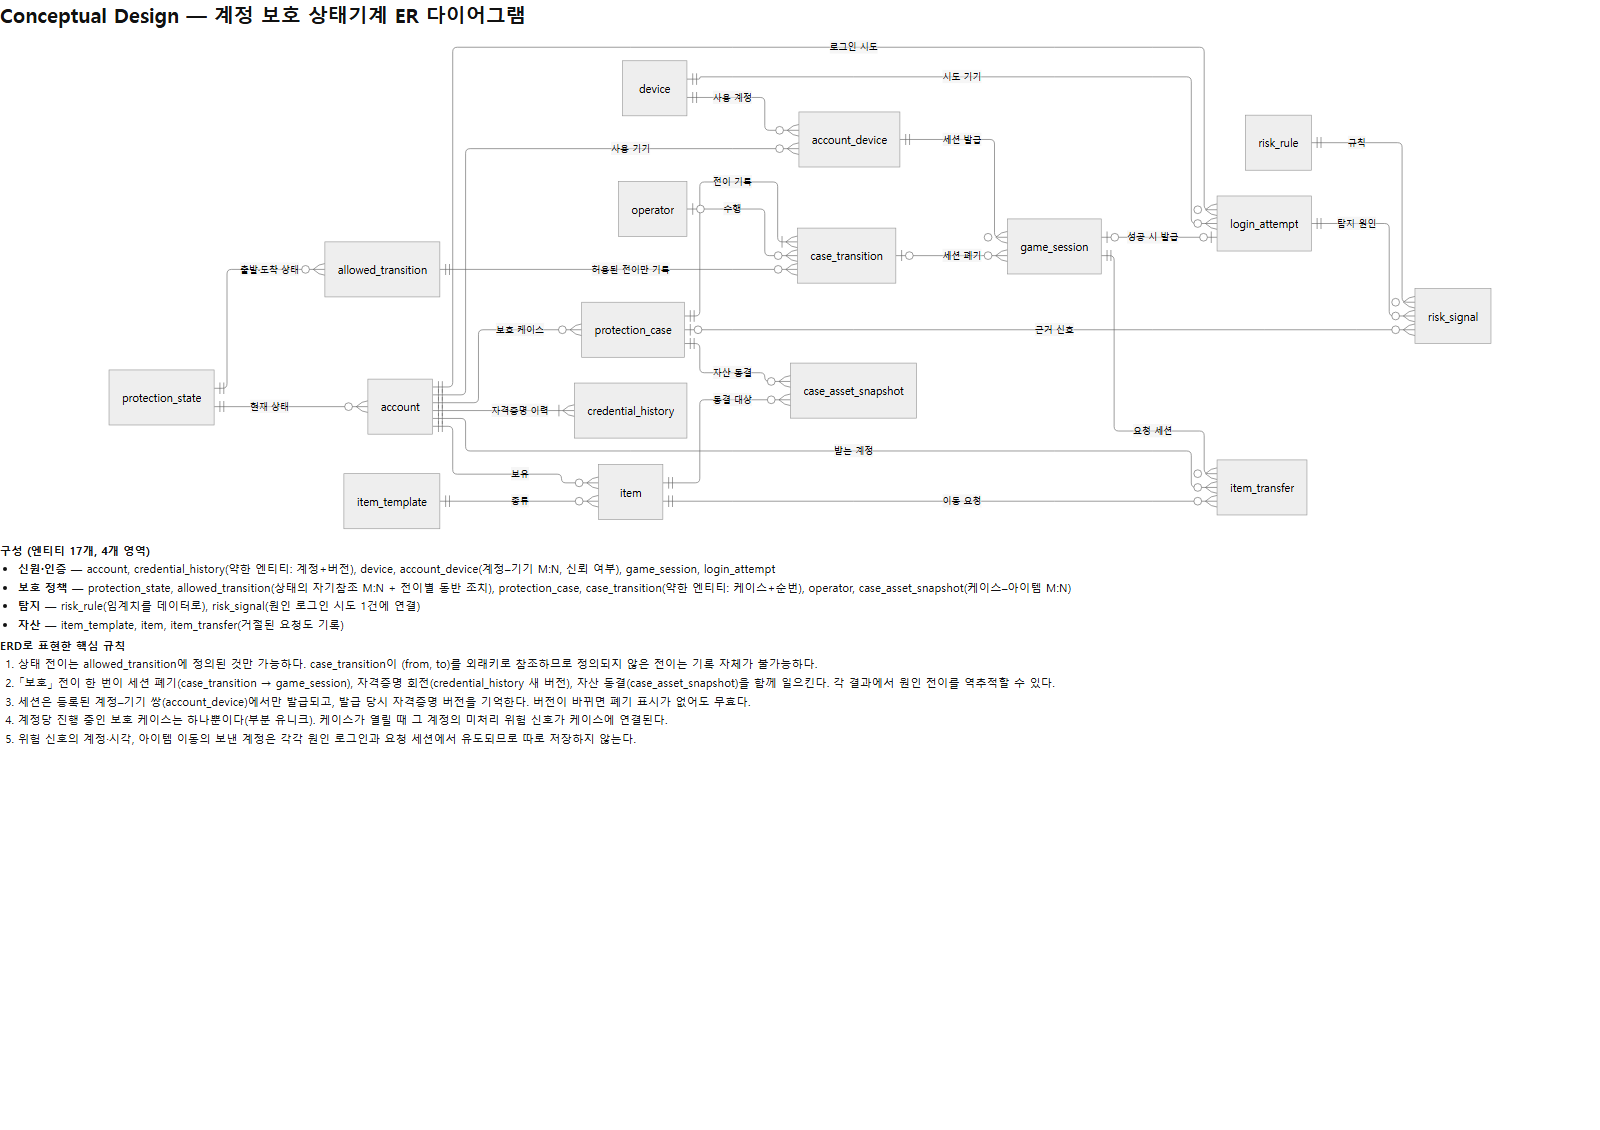 Conceptual Design — 계정 보호 상태기계 ER 다이어그램
로그인 시도
device
시도 기기
사용 계정
account_device
세션 발급
risk_rule
규칙
사용 기기
전이 기록
operator
수행
login_attempt
탐지 원인
case_transition
세션 폐기
game_session
성공 시 발급
출발·도착 상태
allowed_transition
허용된 전이만 기록
보호 케이스
protection_case
근거 신호
risk_signal
자산 동결
case_asset_snapshot
동결 대상
protection_state
현재 상태
account
자격증명 이력
credential_history
요청 세션
받는 계정
보유
item_template
종류
item
이동 요청
item_transfer
구성 (엔티티 17개, 4개 영역)
• 신원·인증 — account, credential_history(약한 엔티티: 계정+버전), device, account_device(계정–기기 M:N, 신뢰 여부), game_session, login_attempt
• 보호 정책 — protection_state, allowed_transition(상태의 자기참조 M:N + 전이별 동반 조치), protection_case, case_transition(약한 엔티티: 케이스+순번), operator, case_asset_snapshot(케이스–아이템 M:N)
• 탐지 — risk_rule(임계치를 데이터로), risk_signal(원인 로그인 시도 1건에 연결)
• 자산 — item_template, item, item_transfer(거절된 요청도 기록)
ERD로 표현한 핵심 규칙
1. 상태 전이는 allowed_transition에 정의된 것만 가능하다. case_transition이 (from, to)를 외래키로 참조하므로 정의되지 않은 전이는 기록 자체가 불가능하다.
2. 「보호」 전이 한 번이 세션 폐기(case_transition → game_session), 자격증명 회전(credential_history 새 버전), 자산 동결(case_asset_snapshot)을 함께 일으킨다. 각 결과에서 원인 전이를 역추적할 수 있다.
3. 세션은 등록된 계정–기기 쌍(account_device)에서만 발급되고, 발급 당시 자격증명 버전을 기억한다. 버전이 바뀌면 폐기 표시가 없어도 무효다.
4. 계정당 진행 중인 보호 케이스는 하나뿐이다(부분 유니크). 케이스가 열릴 때 그 계정의 미처리 위험 신호가 케이스에 연결된다.
5. 위험 신호의 계정·시각, 아이템 이동의 보낸 계정은 각각 원인 로그인과 요청 세션에서 유도되므로 따로 저장하지 않는다.